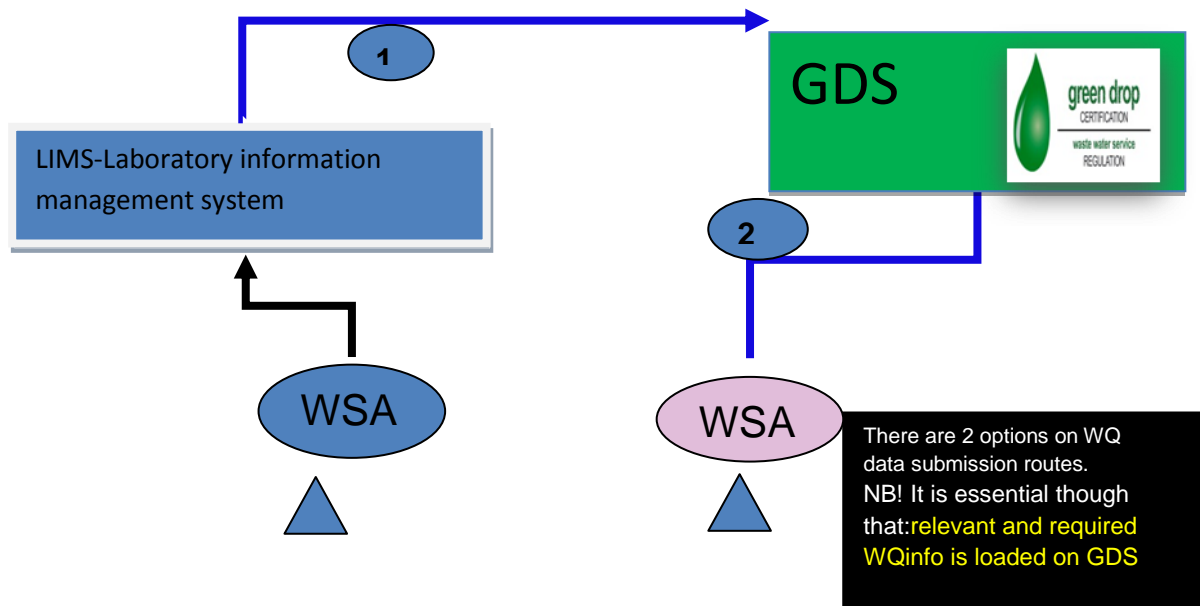 1
GDS
green drop
CERTIFICATION
waste water service
REGULATION
LIMS-Laboratory information
management system
2
WSA
WSA
There are 2 options on WQ
data submission routes.
NB! It is essential though
that:relevant and required
WQinfo is loaded on GDS